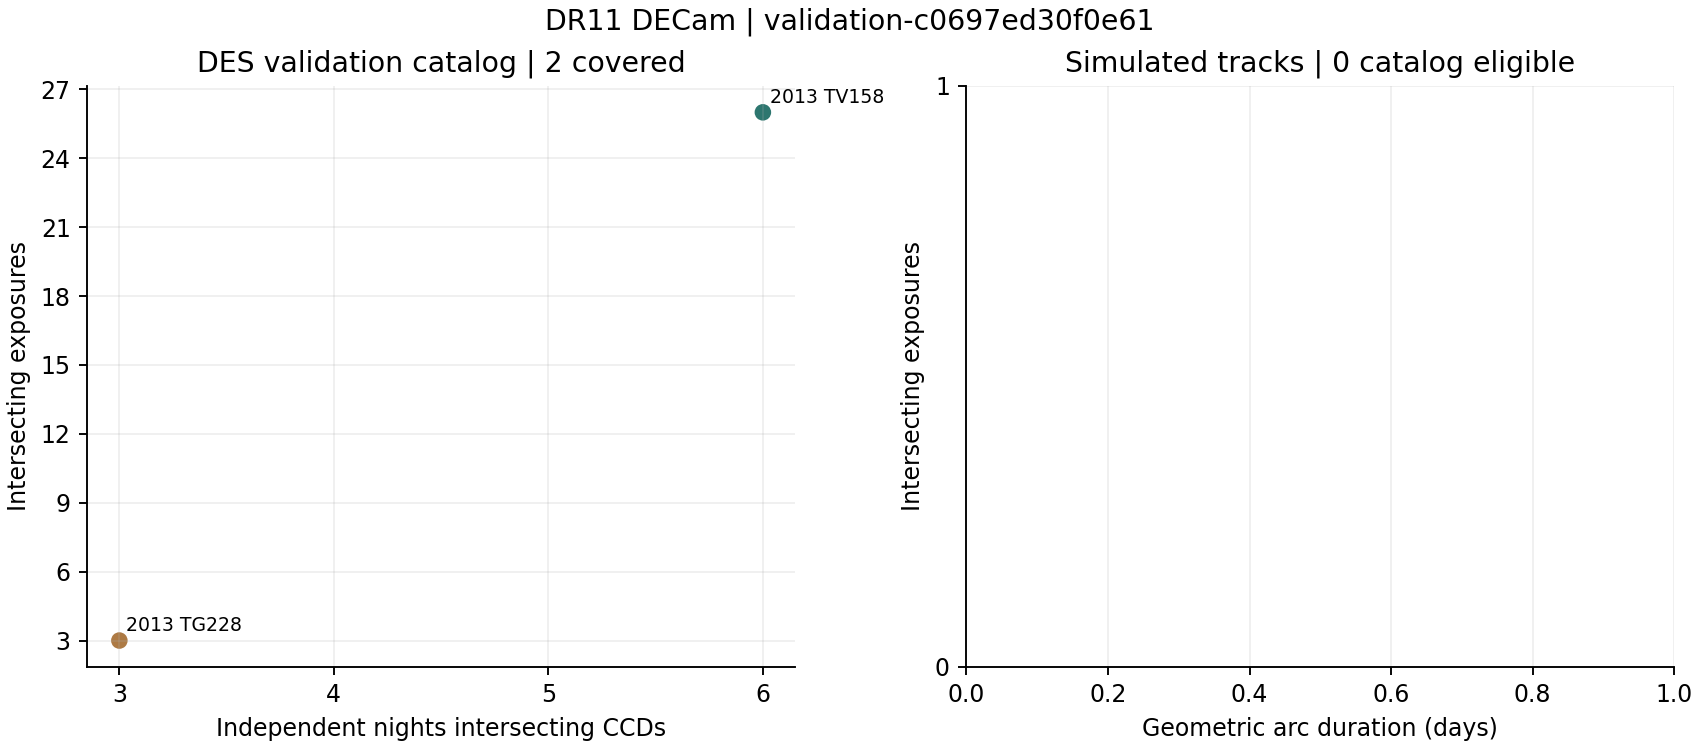 DR11 DECam | validation-c0697ed30f0e61
DES validation catalog | 2 covered
27
24
21
18
15
12
9
6
3
Intersecting exposures
2013 TV158
2013 TG228
3 4 5 6
Independent nights intersecting CCDs
Simulated tracks | 0 catalog eligible
1
0
Intersecting exposures
0.0 0.2 0.4 0.6 0.8 1.0
Geometric arc duration (days)